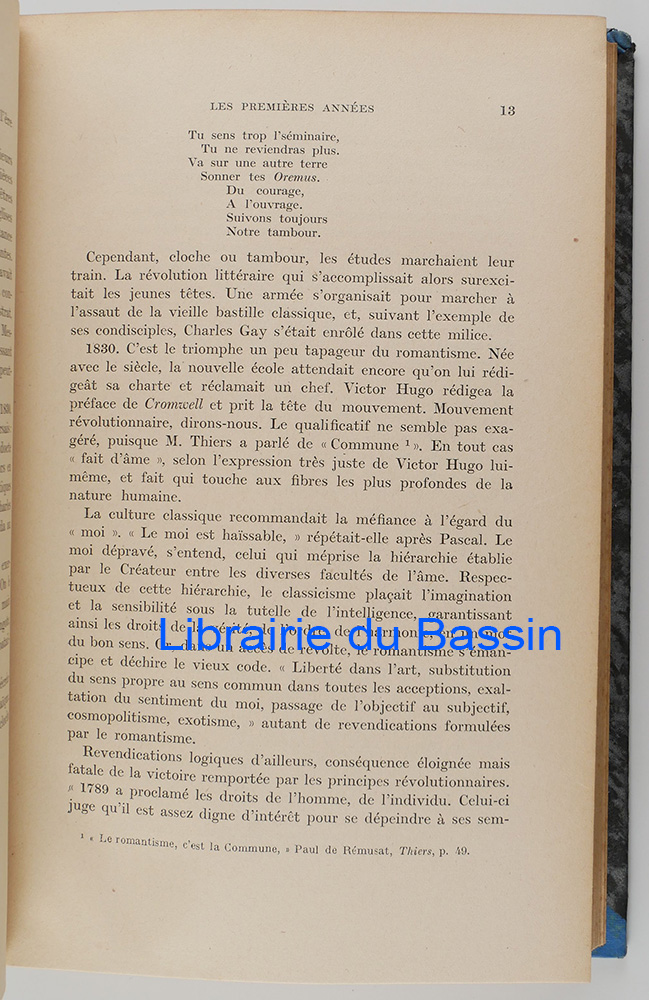 LES PREMIÈRES ANNÉES 13
Tu sens trop l'séminaire,
Tu ne reviendras plus.
Va sur une autre terre
Sonner tes Oremus.
Du courage,
A l'ouvrage.
Suivons toujours
Notre tambour.
Cependant, cloche ou tambour, les études marchaient leur
train. La révolution littéraire qui s'accomplissait alors surexci-
tait les jeunes têtes. Une armée s'organisait pour marcher à
l'assaut de la vieille bastille classique, et, suivant l'exemple de
ses condisciples, Charles Gay s'était enrôlé dans cette milice.
1830. C'est le triomphe un peu tapageur du romantisme. Née
avec le siècle, la nouvelle école attendait encore qu'on lui rédi-
geât sa charte et réclamait un chef. Victor Hugo rédigea la
préface de Cromwell et prit la tête du mouvement. Mouvement
révolutionnaire, dirons-nous. Le qualificatif ne semble pas exa-
géré, puisque M. Thiers a parlé de « Commune ¹ ». En tout cas
« fait d'âme », selon l'expression très juste de Victor Hugo lui-
même, et fait qui touche aux fibres les plus profondes de la
nature humaine.
La culture classique recommandait la méfiance à l'égard du
« moi ». « Le moi est haïssable, » répétait-elle après Pascal. Le
moi dépravé, s'entend, celui qui méprise la hiérarchie établie
par le Créateur entre les diverses facultés de l'âme. Respec-
tueux de cette hiérarchie, le classicisme plaçait l'imagination
et la sensibilité sous la tutelle de l'intelligence, garantissant
ainsi les droits de la vérité, de l'ordre, de
Librairie du Bassin
du bon sens. dans un accès de révolte, le romantisme s'éman-
cipe et déchire le vieux code. « Liberté dans l'art, substitution
du sens propre au sens commun dans toutes les acceptions, exal-
tation du sentiment du moi, passage de l'objectif au subjectif,
cosmopolitisme, exotisme, » autant de revendications formulées
par le romantisme.
Revendications logiques d'ailleurs, conséquence éloignée mais
fatale de la victoire remportée par les principes révolutionnaires.
« 1789 a proclamé les droits de l'homme, de l'individu. Celui-ci
juge qu'il est assez digne d'intérêt pour se dépeindre à ses sem-
¹ « Le romantisme, c'est la Commune, » Paul de Rémusat, Thiers, p. 49.